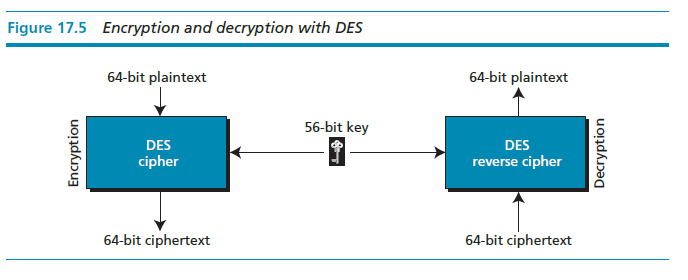 Figure 17.5 Encryption and decryption with DES
64-bit plaintext
64-bit plaintext
56-bit key
Encryption
DES
cipher
DES
reverse cipher
Decryption
64-bit ciphertext
64-bit ciphertext